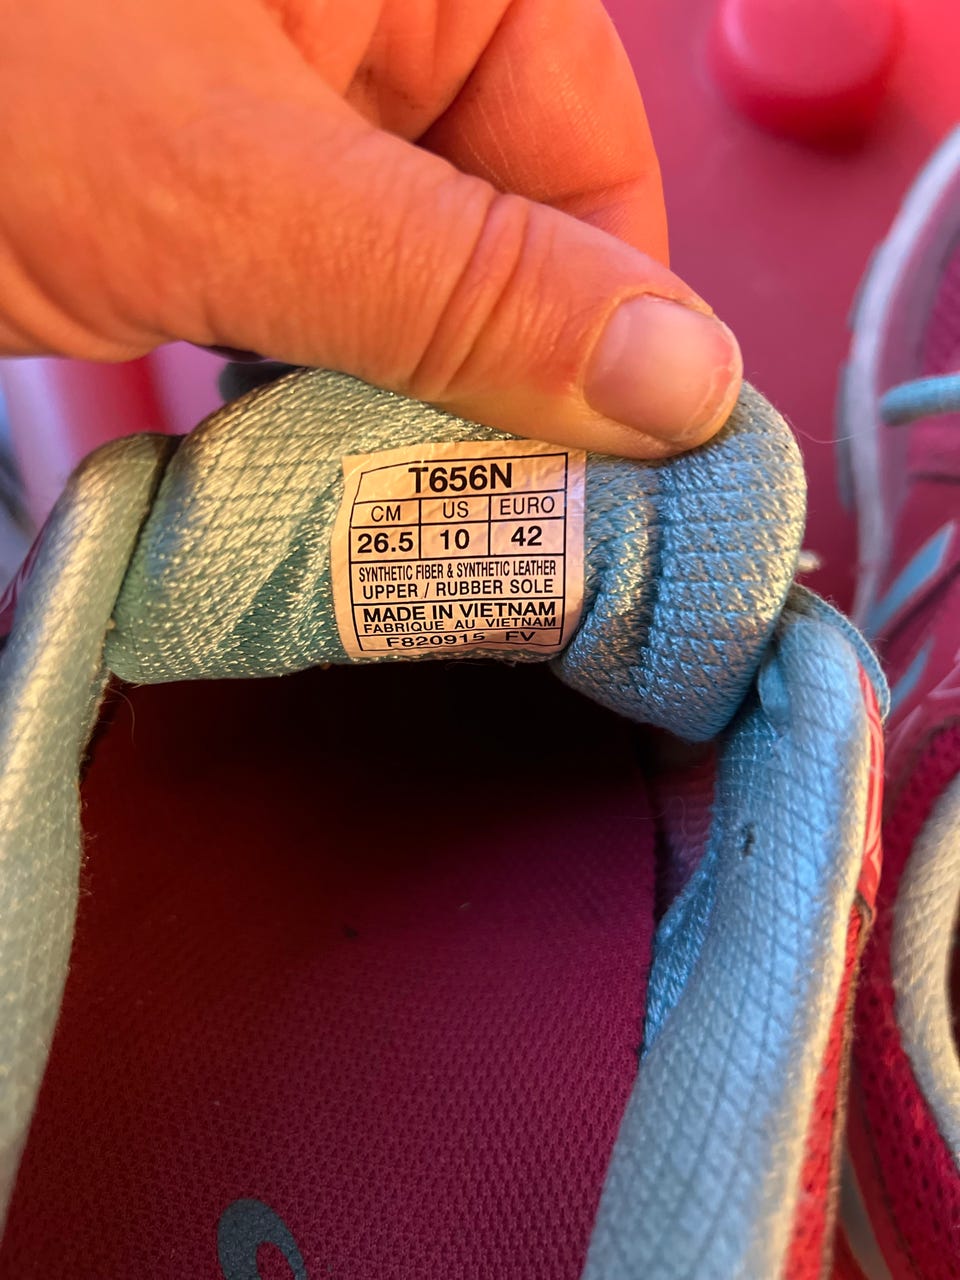 T656N
CM US EURO
26.5 10 42
SYNTHETIC FIBER & SYNTHETIC LEATHER
UPPER / RUBBER SOLE
MADE IN VIETNAM
FABRIQUE AU VIETNAM
F820915 FV